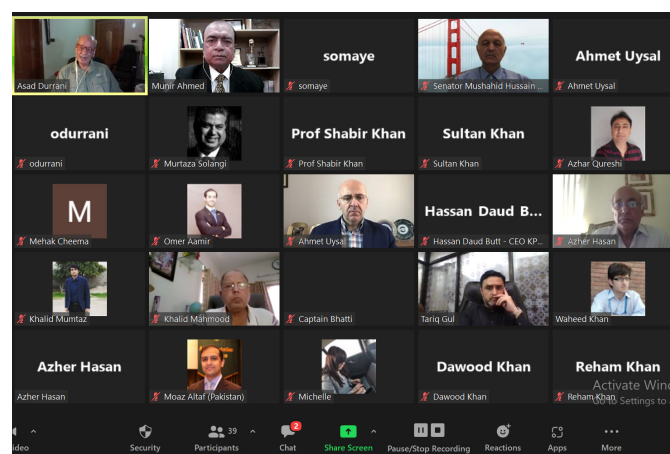 Asad Durrani
Munir Ahmed
somaye
somaye
Senator Mushahid Hussain ...
Ahmet Uysal
Ahmet Uysal
odurrani
odurrani
Murtaza Solangi
Prof Shabir Khan
Prof Shabir Khan
Sultan Khan
Sultan Khan
Azhar Qureshi
M
Mehak Cheema
Omer Aamir
Ahmet Uysal
Hassan Daud B...
Hassan Daud Butt - CEO KP...
Azher Hasan
Khalid Mumtaz
Khalid Mahmood
Captain Bhatti
Tariq Gul
Waheed Khan
Azher Hasan
Azher Hasan
Moaz Altaf (Pakistan)
Michelle
Dawood Khan
Dawood Khan
Reham Khan
Reham Khan
Activate Wind
Go to Settings to a
ideo
Security
39
Participants
2
Chat
Share Screen
Pause/Stop Recording
Reactions
Apps
More